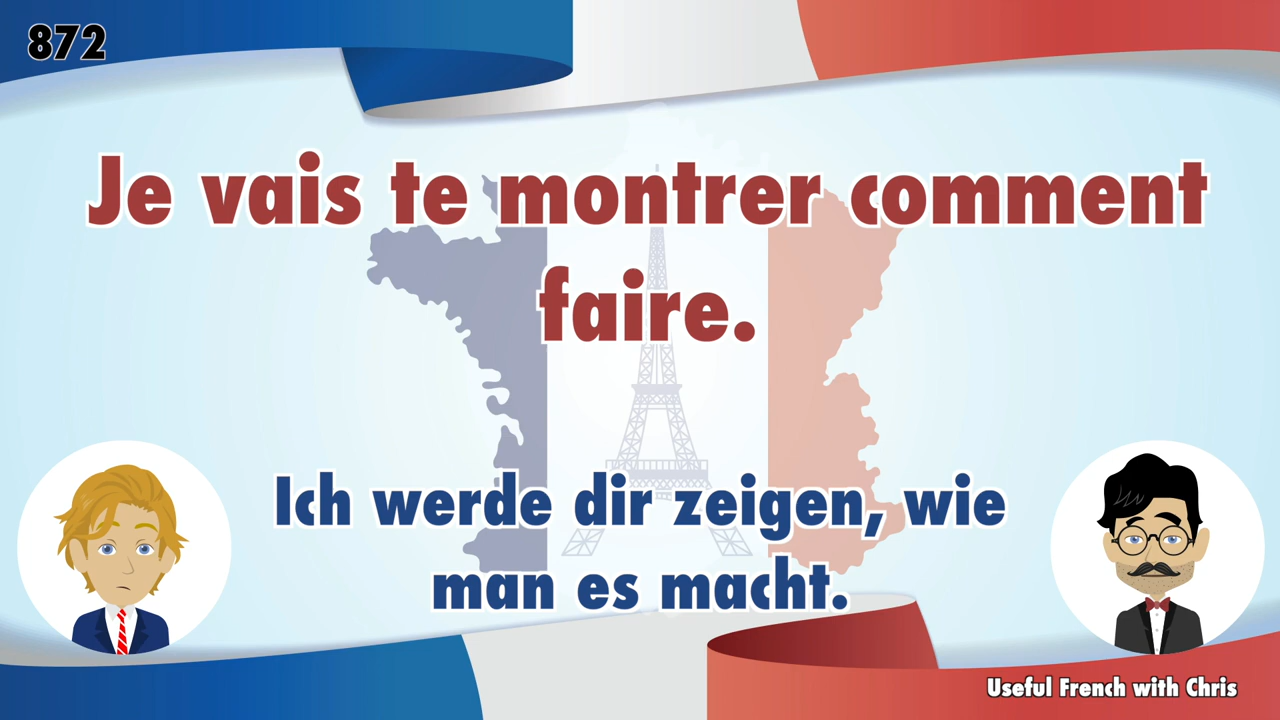 872
Je vais te montrer comment
faire.
Ich werde dir zeigen, wie
man es macht.
Useful French with Chris